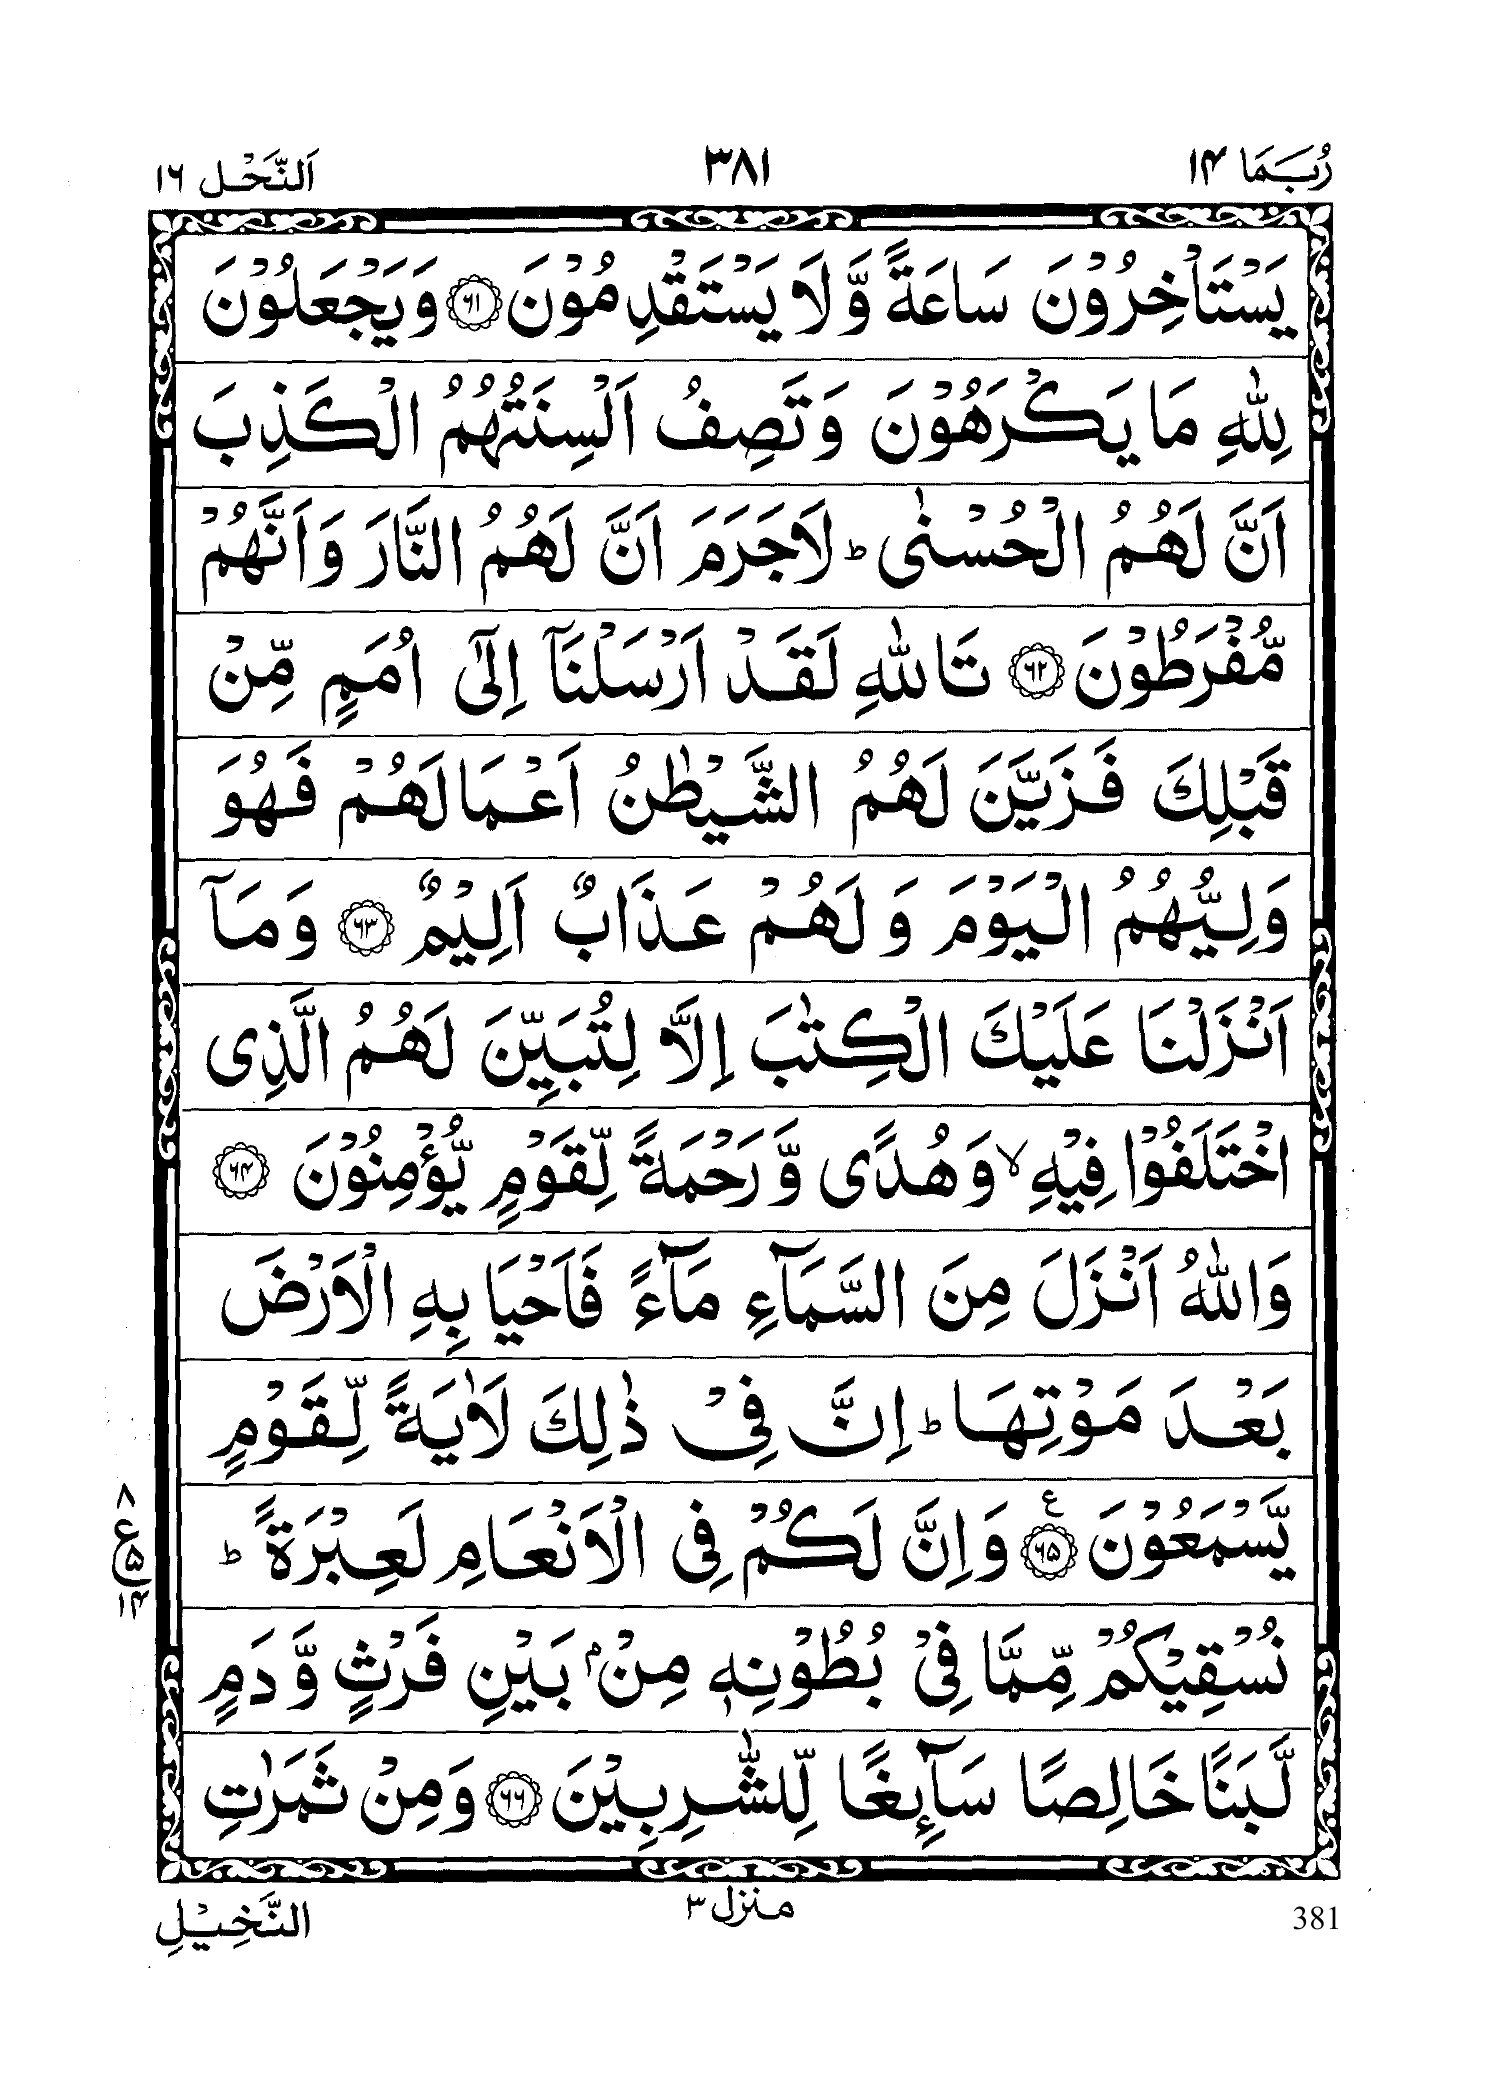 رُبَمَا ۱۴ ۳۸۱ اَلنَّحْل ۱۶
يَسْتَاْخِرُوْنَ سَاعَةً وَّلَا يَسْتَقْدِمُوْنَ ۶۱ وَيَجْعَلُوْنَ
لِلّٰهِ مَا يَكْرَهُوْنَ وَتَصِفُ اَلْسِنَتُهُمُ الْكَذِبَ
اَنَّ لَهُمُ الْحُسْنٰى ؕ لَاجَرَمَ اَنَّ لَهُمُ النَّارَ وَاَنَّهُمْ
مُّفْرَطُوْنَ ۶۲ تَاللّٰهِ لَقَدْ اَرْسَلْنَآ اِلٰٓى اُمَمٍ مِّنْ
قَبْلِكَ فَزَيَّنَ لَهُمُ الشَّيْطٰنُ اَعْمَالَهُمْ فَهُوَ
وَلِيُّهُمُ الْيَوْمَ وَلَهُمْ عَذَابٌ اَلِيْمٌ ۶۳ وَمَآ
اَنْزَلْنَا عَلَيْكَ الْكِتٰبَ اِلَّا لِتُبَيِّنَ لَهُمُ الَّذِى
اخْتَلَفُوْا فِيْهِ ۙ وَهُدًى وَّرَحْمَةً لِّقَوْمٍ يُّؤْمِنُوْنَ ۶۴
وَاللّٰهُ اَنْزَلَ مِنَ السَّمَآءِ مَآءً فَاَحْيَا بِهِ الْاَرْضَ
بَعْدَ مَوْتِهَا ؕ اِنَّ فِىْ ذٰلِكَ لَاٰيَةً لِّقَوْمٍ
يَّسْمَعُوْنَ ۶۵ ع وَاِنَّ لَكُمْ فِى الْاَنْعَامِ لَعِبْرَةً ؕ
۸ ع ۵ ۱۴
نُسْقِيْكُمْ مِّمَّا فِىْ بُطُوْنِهٖ مِنْۢ بَيْنِ فَرْثٍ وَّدَمٍ
لَّبَنًا خَالِصًا سَآئِغًا لِّلشّٰرِبِيْنَ ۶۶ وَمِنْ ثَمَرٰتِ
381 منزل ۳ النَّخِيْلِ